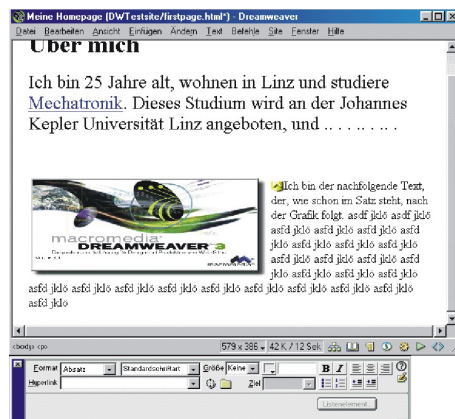 Meine Homepage (DWTestsite/firstpage.html*) - Dreamweaver
Datei Bearbeiten Ansicht Einfügen Ändern Text Befehle Site Fenster Hilfe
Über mich
Ich bin 25 Jahre alt, wohnen in Linz und studiere
Mechatronik. Dieses Studium wird an der Johannes
Kepler Universität Linz angeboten, und .. . . . .. . .. .
Ich bin der nachfolgende Text,
der, wie schon im Satz steht, nach
der Grafik folgt. asdf jklö asdf jklö
asfd jklö asfd jklö asfd jklö asfd
jklö asfd jklö asfd jklö asfd jklö
macromedia
DREAMWEAVER 3
asfd jklö asfd jklö asfd jklö asfd
jklö asfd jklö asfd jklö asfd jklö
asfd jklö asfd jklö asfd jklö asfd jklö asfd jklö asfd jklö asfd jklö asfd jklö
asfd jklö
<body> <p>
579 x 386 42 K / 12 Sek
Format Absatz Standardschriftart Größe Keine B I
Hyperlink Ziel
Listenelement...